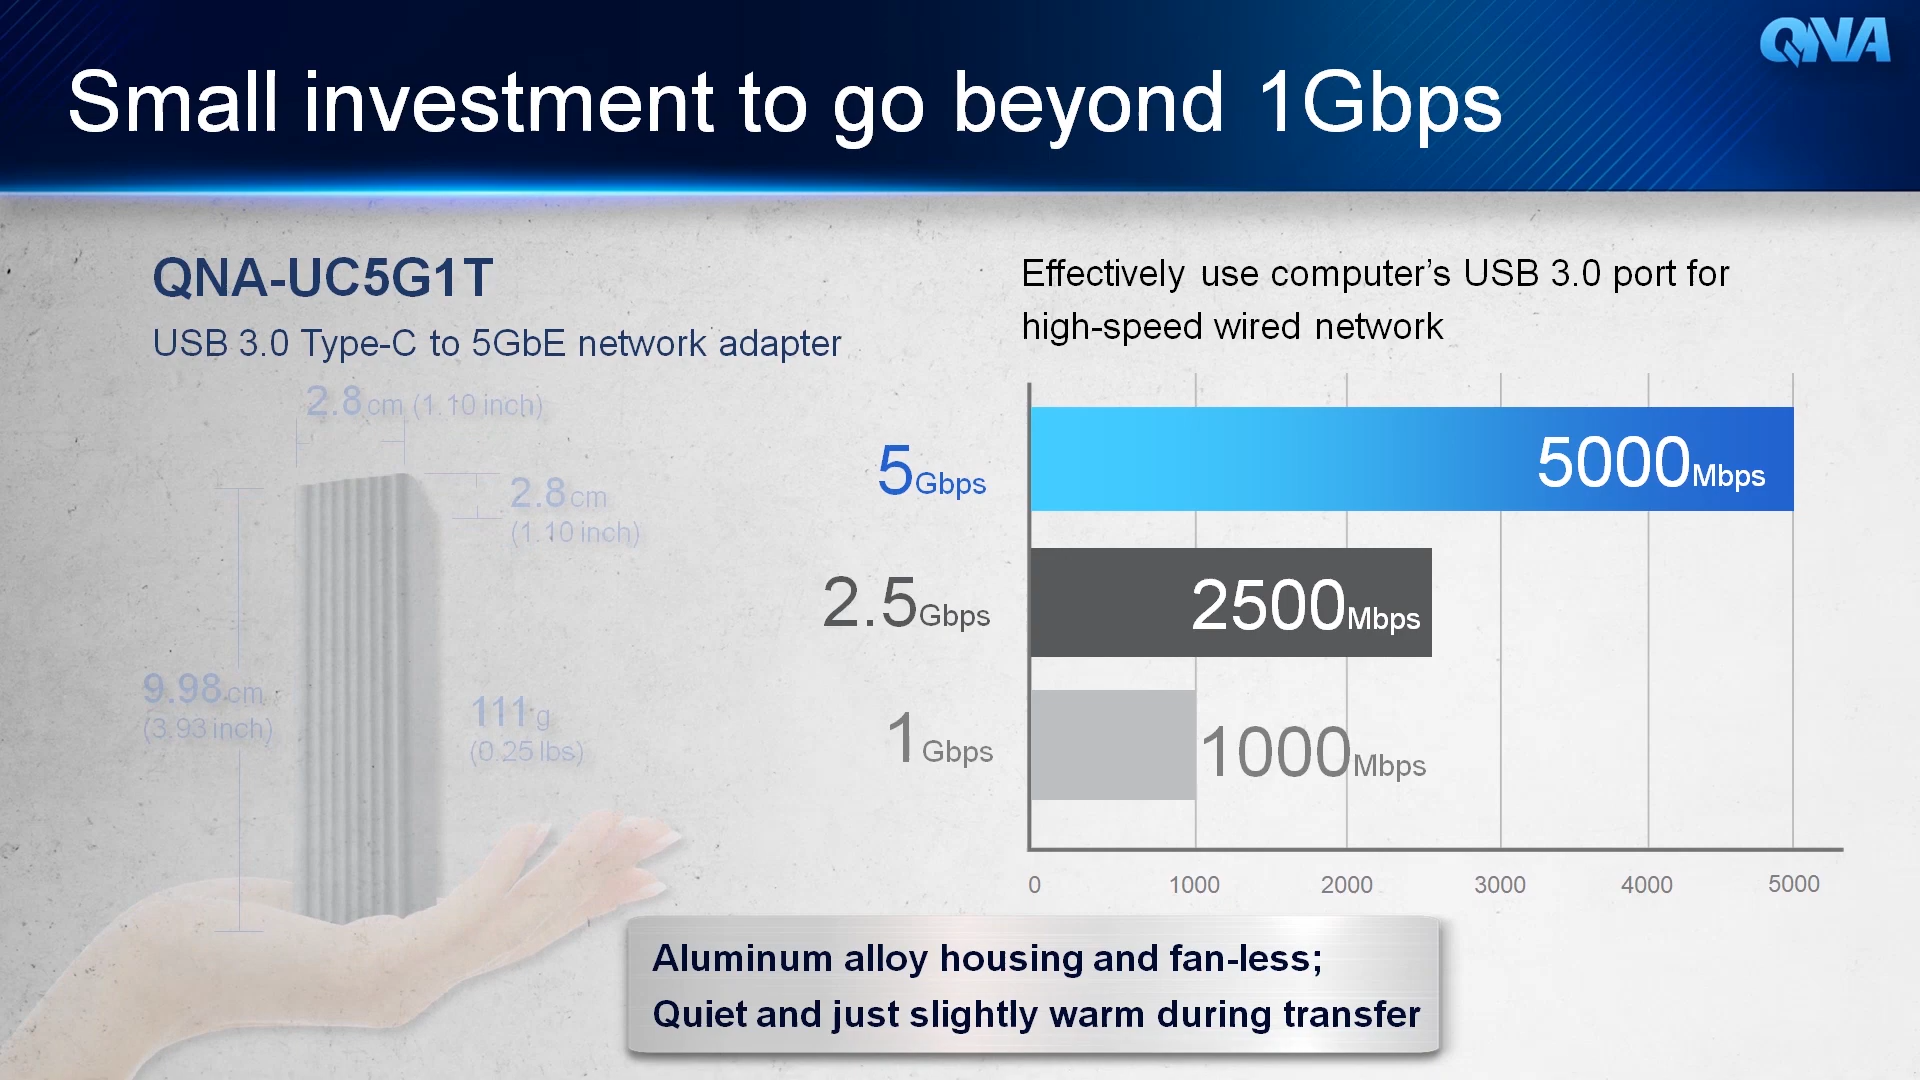 QNA
Small investment to go beyond 1Gbps
QNA-UC5G1T
USB 3.0 Type-C to 5GbE network adapter
2.8cm (1.10 inch)
2.8cm
(1.10 inch)
9.98cm
(3.93 inch)
111g
(0.25 lbs)
Effectively use computer’s USB 3.0 port for
high-speed wired network
5Gbps 5000Mbps
2.5Gbps 2500Mbps
1Gbps 1000Mbps
0 1000 2000 3000 4000 5000
Aluminum alloy housing and fan-less;
Quiet and just slightly warm during transfer